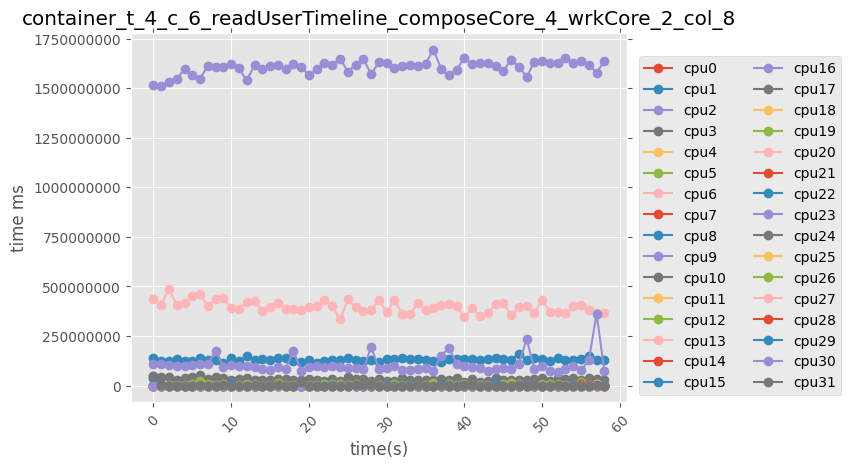 container_t_4_c_6_readUserTimeline_composeCore_4_wrkCore_2_col_8
time ms
1750000000
1500000000
1250000000
1000000000
750000000
500000000
250000000
0
0
10
20
30
40
50
60
time(s)
cpu0
cpu1
cpu2
cpu3
cpu4
cpu5
cpu6
cpu7
cpu8
cpu9
cpu10
cpu11
cpu12
cpu13
cpu14
cpu15
cpu16
cpu17
cpu18
cpu19
cpu20
cpu21
cpu22
cpu23
cpu24
cpu25
cpu26
cpu27
cpu28
cpu29
cpu30
cpu31